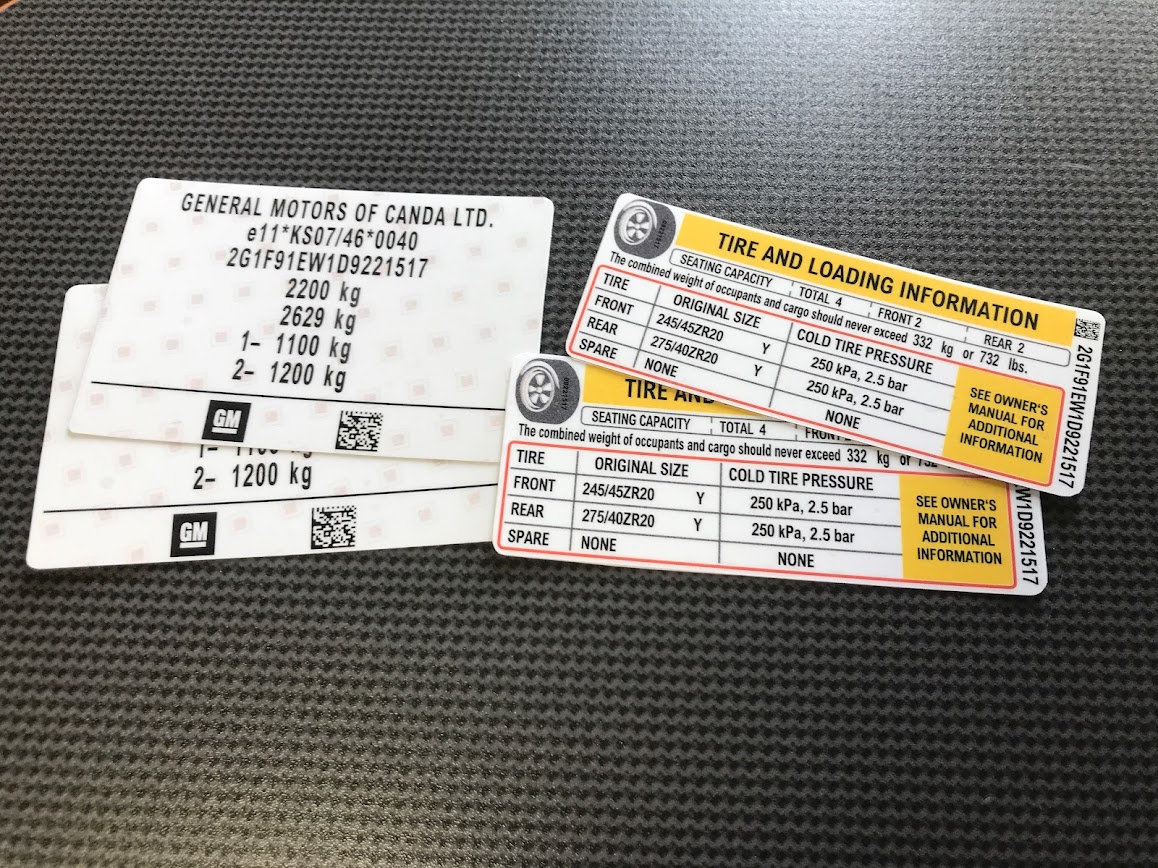 GENERAL MOTORS OF CANDA LTD.
e11*KS07/46*0040
2G1F91EW1D9221517
2200 kg
2629 kg
1– 1100 kg
2– 1200 kg
GM
2– 1200 kg
GM
TIRE AND LOADING INFORMATION
SEATING CAPACITY TOTAL 4 FRONT 2 REAR 2
The combined weight of occupants and cargo should never exceed 332 kg or 732 lbs.
TIRE ORIGINAL SIZE COLD TIRE PRESSURE
FRONT 245/45ZR20 Y 250 kPa, 2.5 bar
REAR 275/40ZR20 Y 250 kPa, 2.5 bar
SPARE NONE NONE
SEE OWNER'S
MANUAL FOR
ADDITIONAL
INFORMATION
2G1F91EW1D9221517
TIRE AND
SEATING CAPACITY TOTAL 4 FRONT
The combined weight of occupants and cargo should never exceed 332 kg or 732
TIRE ORIGINAL SIZE COLD TIRE PRESSURE
FRONT 245/45ZR20 Y 250 kPa, 2.5 bar
REAR 275/40ZR20 Y 250 kPa, 2.5 bar
SPARE NONE NONE
SEE OWNER'S
MANUAL FOR
ADDITIONAL
INFORMATION
W1D9221517